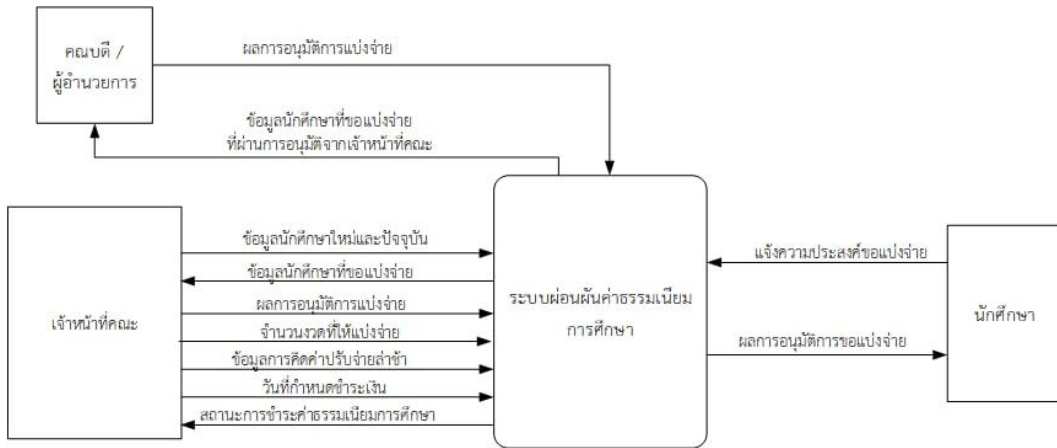 คณบดี /
ผู้อำนวยการ
ผลการอนุมัติการแบ่งจ่าย
ข้อมูลนักศึกษาที่ขอแบ่งจ่าย
ที่ผ่านการอนุมัติจากเจ้าหน้าที่คณะ
เจ้าหน้าที่คณะ
ข้อมูลนักศึกษาใหม่และปัจจุบัน
ข้อมูลนักศึกษาที่ขอแบ่งจ่าย
ผลการอนุมัติการแบ่งจ่าย
จำนวนงวดที่ให้แบ่งจ่าย
ข้อมูลการคิดค่าปรับจ่ายล่าช้า
วันที่กำหนดชำระเงิน
สถานะการชำระค่าธรรมเนียมการศึกษา
ระบบผ่อนผันค่าธรรมเนียม
การศึกษา
แจ้งความประสงค์ขอแบ่งจ่าย
ผลการอนุมัติการขอแบ่งจ่าย
นักศึกษา